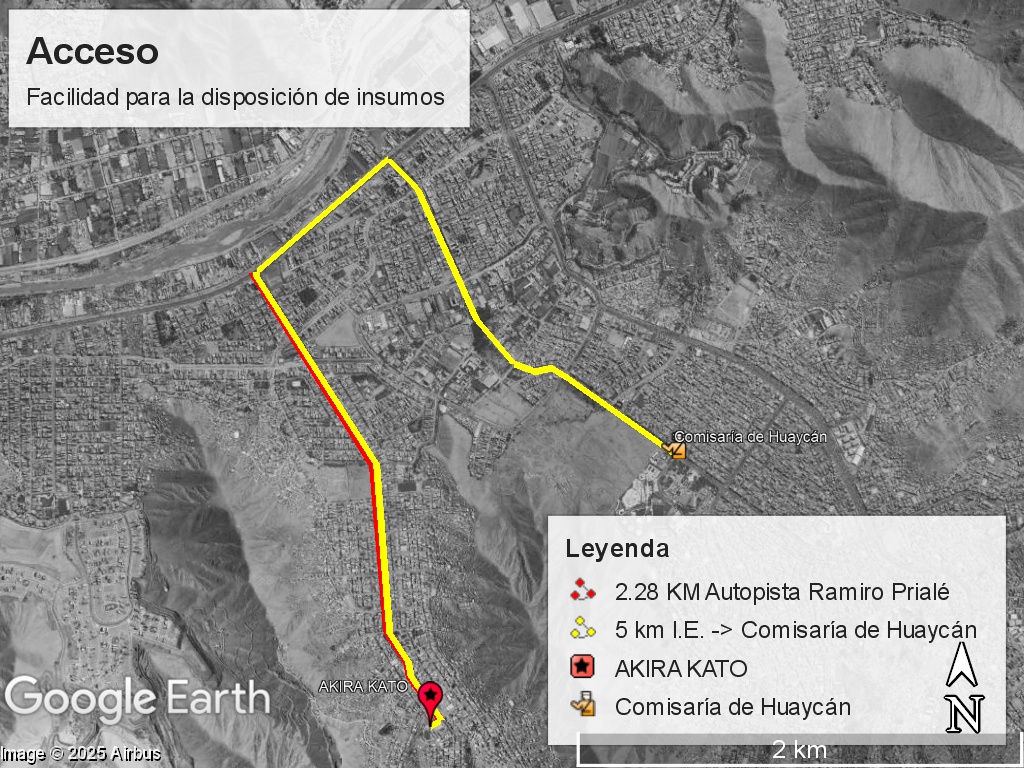 Acceso
Facilidad para la disposición de insumos
Comisaría de Huaycán
AKIRA KATO
Leyenda
2.28 KM Autopista Ramiro Prialé
5 km I.E. -> Comisaría de Huaycán
AKIRA KATO
Comisaría de Huaycán
N
2 km
Google Earth
Image © 2025 Airbus